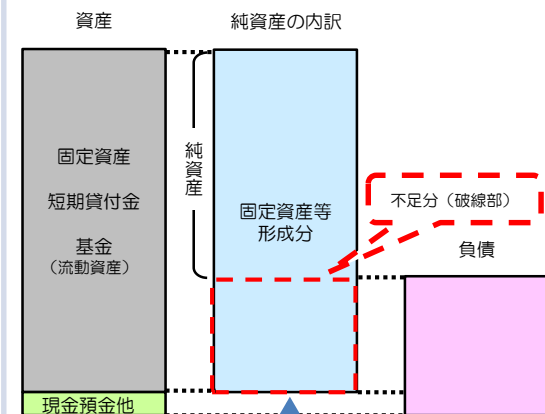 資産
純資産の内訳
固定資産
短期貸付金
基金
（流動資産）
純資産
固定資産等
形成分
不足分（破線部）
負債
現金預金他